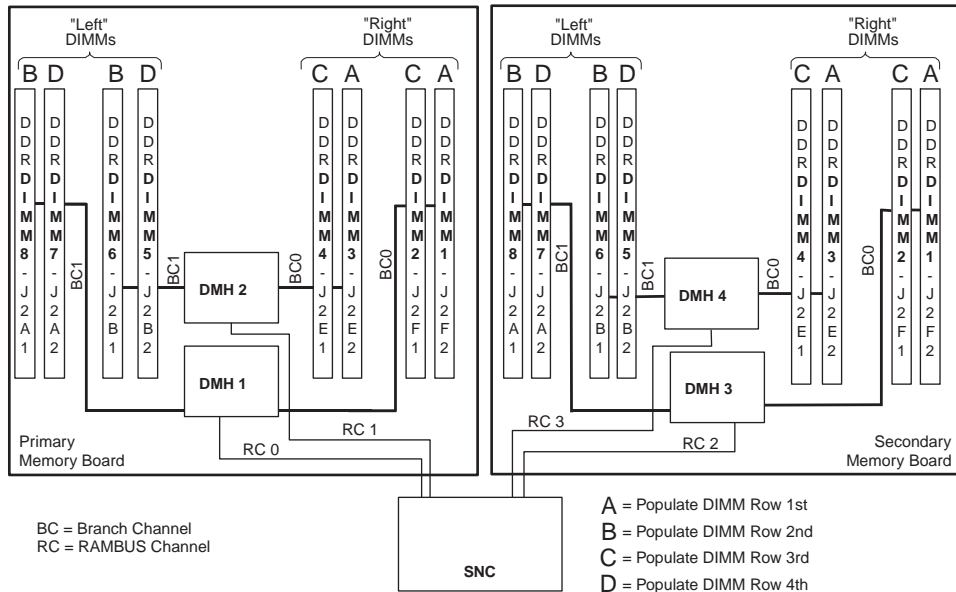 "Left"
DIMMs
"Right"
DIMMs
B D B D C A C A
DDR DIMM 8 - J2A1
DDR DIMM 7 - J2A2
DDR DIMM 6 - J2B1
DDR DIMM 5 - J2B2
DDR DIMM 4 - J2E1
DDR DIMM 3 - J2E2
DDR DIMM 2 - J2F1
DDR DIMM 1 - J2F2
BC1
BC1
BC0
BC0
DMH 2
DMH 1
RC 1
RC 0
Primary
Memory Board
"Left"
DIMMs
"Right"
DIMMs
B D B D C A C A
DDR DIMM 8 - J2A1
DDR DIMM 7 - J2A2
DDR DIMM 6 - J2B1
DDR DIMM 5 - J2B2
DDR DIMM 4 - J2E1
DDR DIMM 3 - J2E2
DDR DIMM 2 - J2F1
DDR DIMM 1 - J2F2
BC1
BC1
BC0
BC0
DMH 4
DMH 3
RC 3
RC 2
Secondary
Memory Board
SNC
BC = Branch Channel
RC = RAMBUS Channel
A = Populate DIMM Row 1st
B = Populate DIMM Row 2nd
C = Populate DIMM Row 3rd
D = Populate DIMM Row 4th